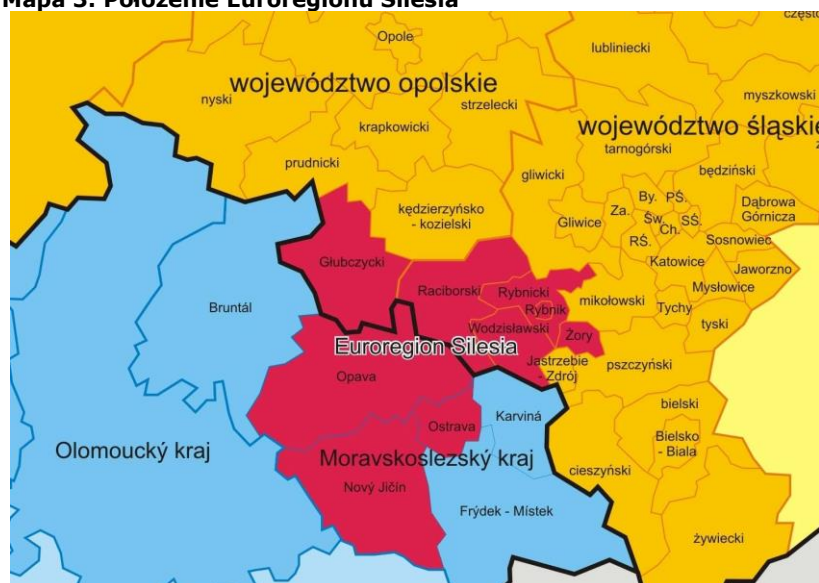 Mapa 3. Położenie Euroregionu Silesia
Opole
lubliniecki
nyski
województwo opolskie
strzelecki
myszkowski
krapkowicki
województwo śląskie
tarnogórski
prudnicki
gliwicki
będziński
kędzierzyńsko
- kozielski
Gliwice
Za.
By.
PŚ.
Św.
Ch.
SŚ.
RŚ.
Dąbrowa
Górnicza
Sosnowiec
Głubczycki
Katowice
Jaworzno
Mysłowice
Raciborski
Rybnicki
Rybnik
mikołowski
Tychy
tyski
Bruntál
Wodzisławski
Żory
Euroregion Silesia
Jastrzebie
- Zdrój
pszczyński
Opava
bielski
Karviná
Ostrava
Bielsko
- Biala
Olomoucký kraj
Moravskoslezský kraj
cieszyński
Nový Jičín
Frýdek - Místek
żywiecki